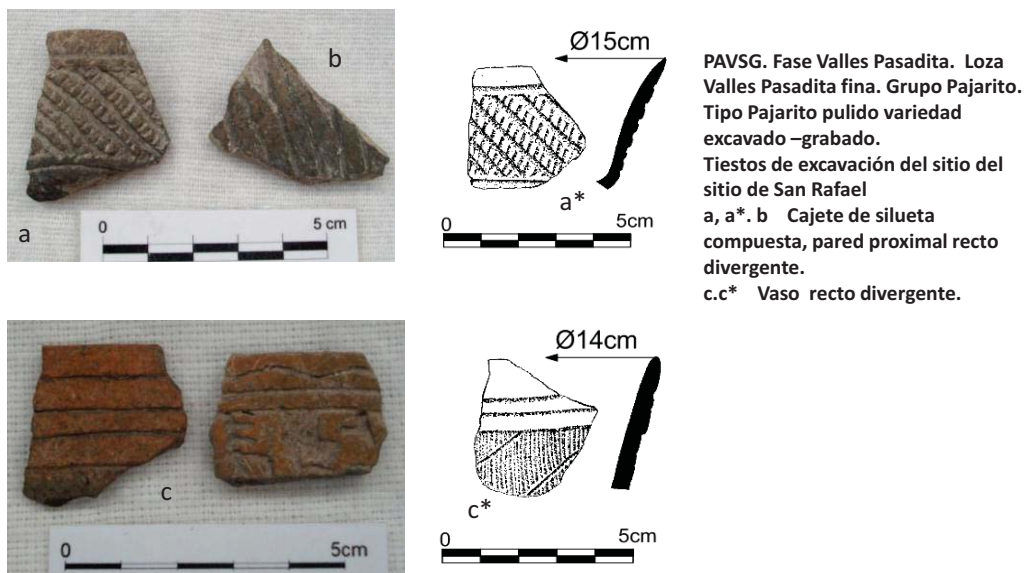 b
a
0
5 cm
Ø15cm
a*
0
5cm
PAVSG. Fase Valles Pasadita. Loza
Valles Pasadita fina. Grupo Pajarito.
Tipo Pajarito pulido variedad
excavado –grabado.
Tiestos de excavación del sitio del
sitio de San Rafael
a, a*. b Cajete de silueta
compuesta, pared proximal recto
divergente.
c.c* Vaso recto divergente.
c
0
5cm
Ø14cm
c*
0
5cm